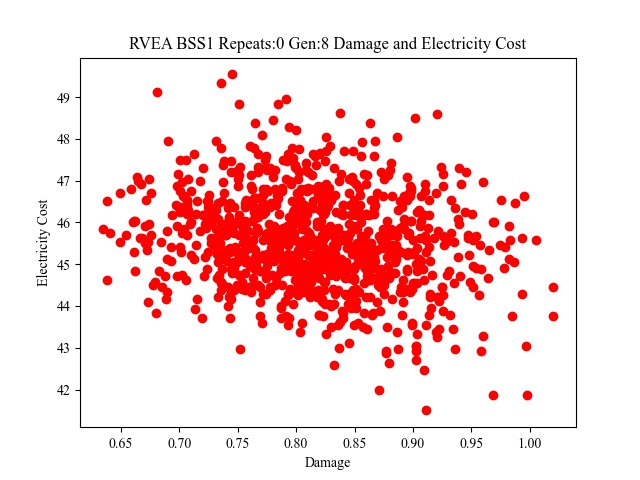 RVEA BSS1 Repeats:0 Gen:8 Damage and Electricity Cost
Electricity Cost
49
48
47
46
45
44
43
42
0.65 0.70 0.75 0.80 0.85 0.90 0.95 1.00
Damage